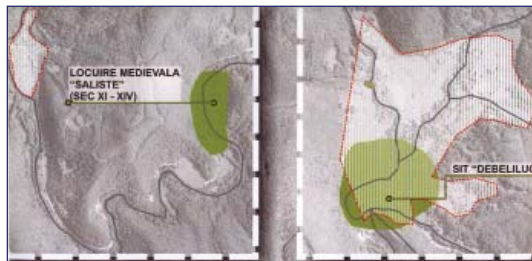 LOCUIRE MEDIEVALA
"SALISTE"
(SEC XI - XIV)
SIT "DEBELILUG